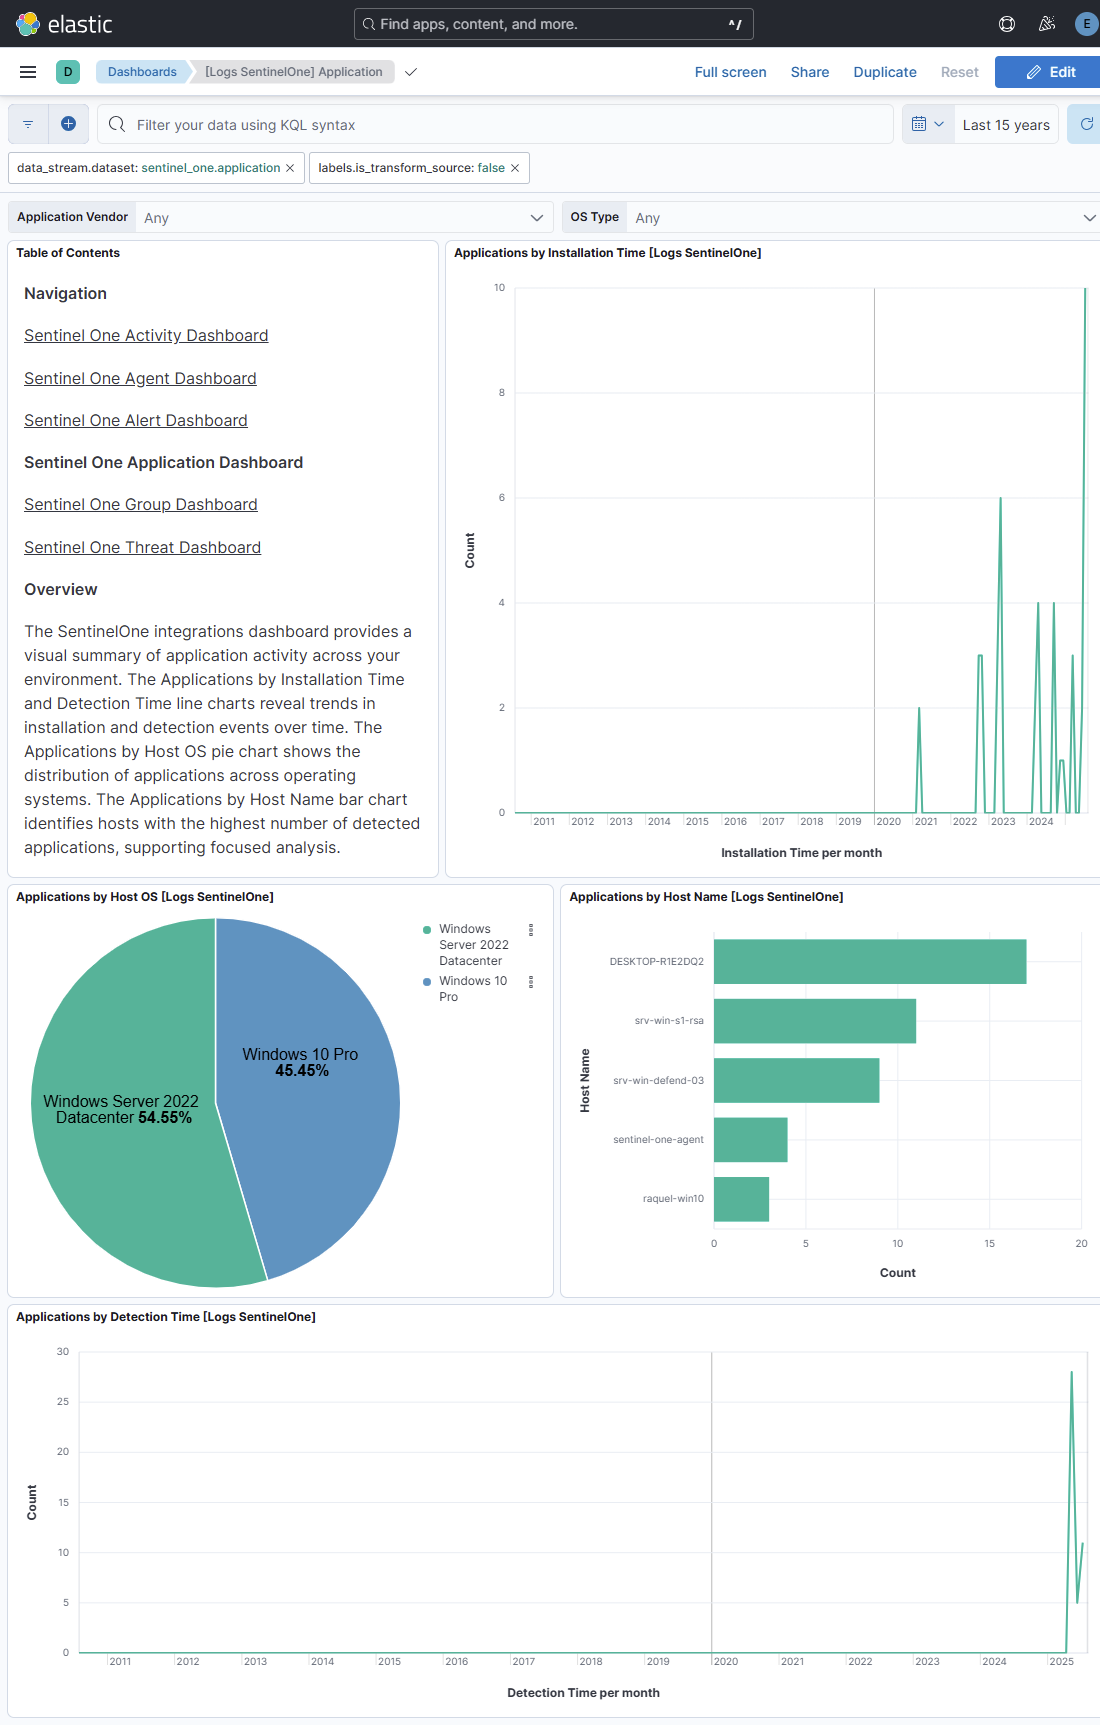 elastic
Find apps, content, and more.
^/
E
D
Dashboards
[Logs SentinelOne] Application
Full screen
Share
Duplicate
Reset
Edit
Filter your data using KQL syntax
Last 15 years
data_stream.dataset: sentinel_one.application
labels.is_transform_source: false
Application Vendor
Any
OS Type
Any
Table of Contents
Navigation
Sentinel One Activity Dashboard
Sentinel One Agent Dashboard
Sentinel One Alert Dashboard
Sentinel One Application Dashboard
Sentinel One Group Dashboard
Sentinel One Threat Dashboard
Overview
The SentinelOne integrations dashboard provides a
visual summary of application activity across your
environment. The Applications by Installation Time
and Detection Time line charts reveal trends in
installation and detection events over time. The
Applications by Host OS pie chart shows the
distribution of applications across operating
systems. The Applications by Host Name bar chart
identifies hosts with the highest number of detected
applications, supporting focused analysis.
Applications by Installation Time [Logs SentinelOne]
10
8
6
4
2
0
Count
2011
2012
2013
2014
2015
2016
2017
2018
2019
2020
2021
2022
2023
2024
Installation Time per month
Applications by Host OS [Logs SentinelOne]
Windows Server 2022
Datacenter 54.55%
Windows 10 Pro
45.45%
Windows
Server 2022
Datacenter
Windows 10
Pro
Applications by Host Name [Logs SentinelOne]
Host Name
DESKTOP-R1E2DQ2
srv-win-s1-rsa
srv-win-defend-03
sentinel-one-agent
raquel-win10
0
5
10
15
20
Count
Applications by Detection Time [Logs SentinelOne]
30
25
20
15
10
5
0
Count
2011
2012
2013
2014
2015
2016
2017
2018
2019
2020
2021
2022
2023
2024
2025
Detection Time per month